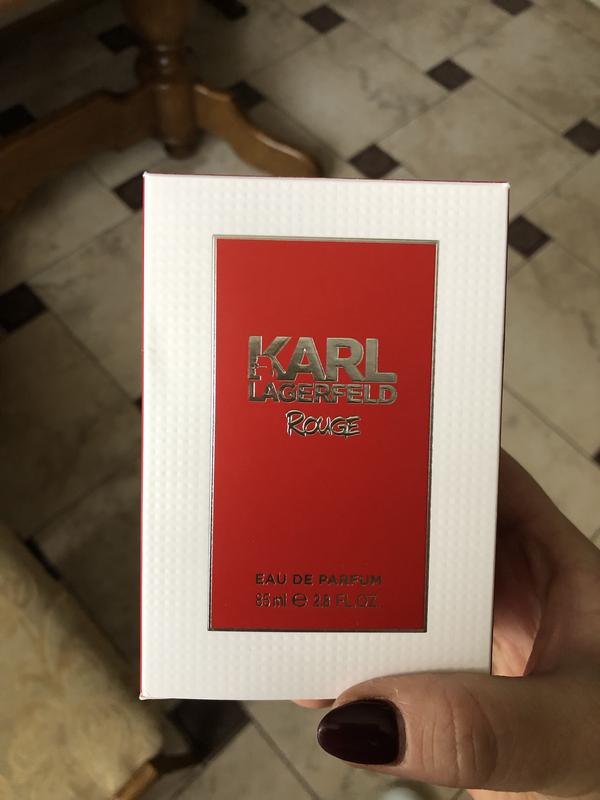 KARL
LAGERFELD
ROUGE
EAU DE PARFUM
85 ml ℮ 2.8 FL.OZ.